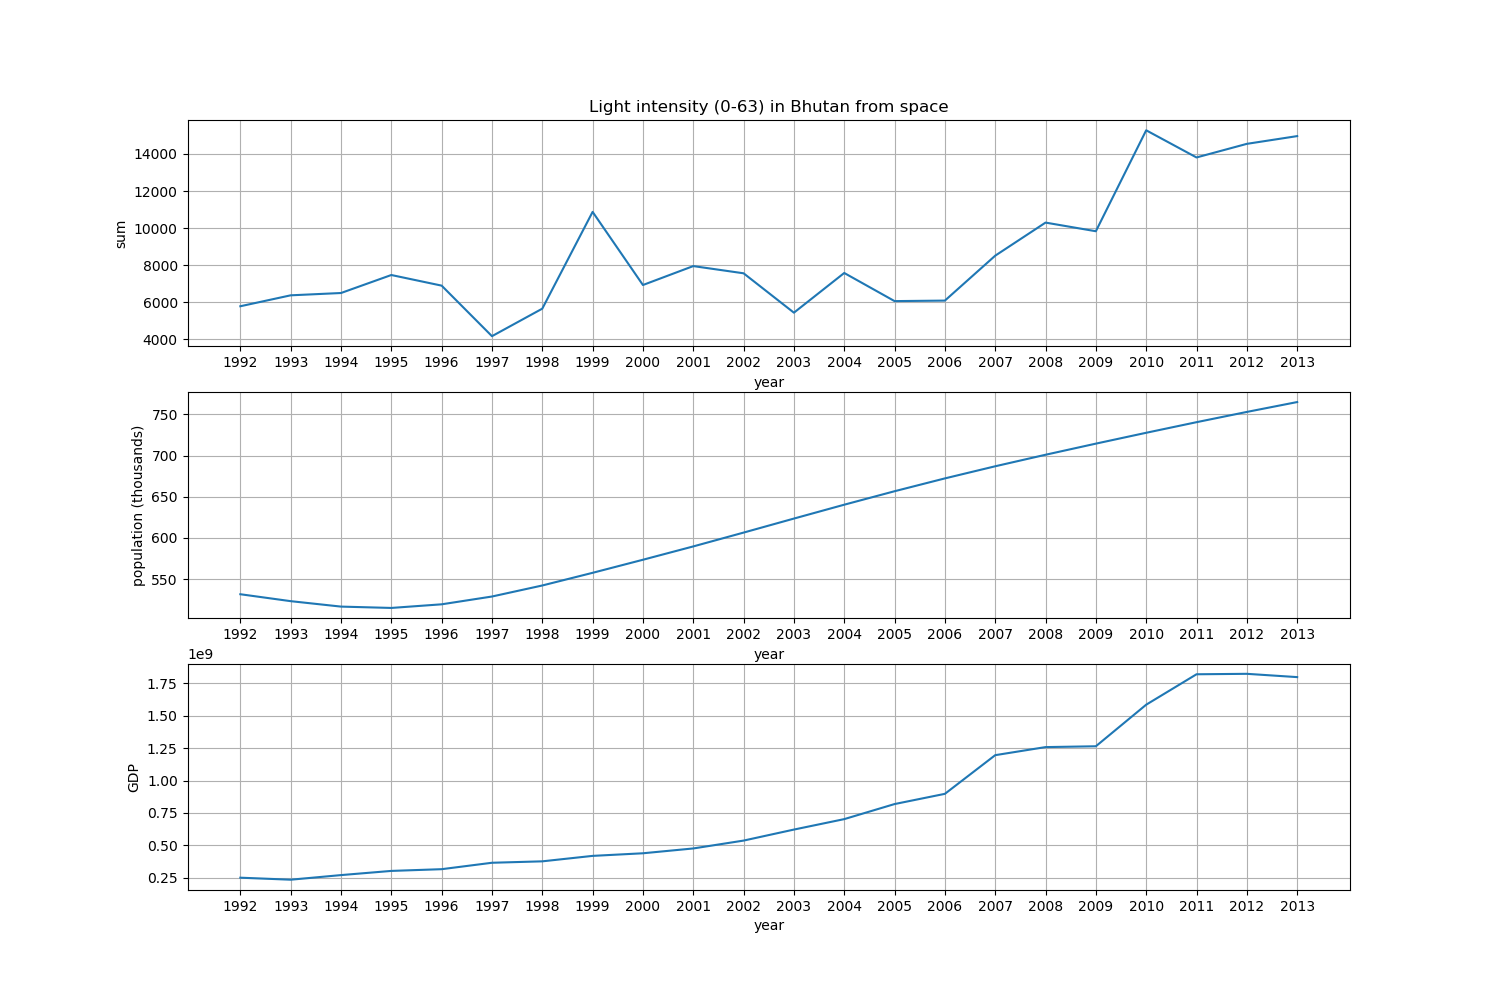 Light intensity (0-63) in Bhutan from space
14000
12000
10000
8000
6000
4000
sum
1992 1993 1994 1995 1996 1997 1998 1999 2000 2001 2002 2003 2004 2005 2006 2007 2008 2009 2010 2011 2012 2013
year
750
700
650
600
550
population (thousands)
1992 1993 1994 1995 1996 1997 1998 1999 2000 2001 2002 2003 2004 2005 2006 2007 2008 2009 2010 2011 2012 2013
year
1e9
1.75
1.50
1.25
1.00
0.75
0.50
0.25
GDP
1992 1993 1994 1995 1996 1997 1998 1999 2000 2001 2002 2003 2004 2005 2006 2007 2008 2009 2010 2011 2012 2013
year